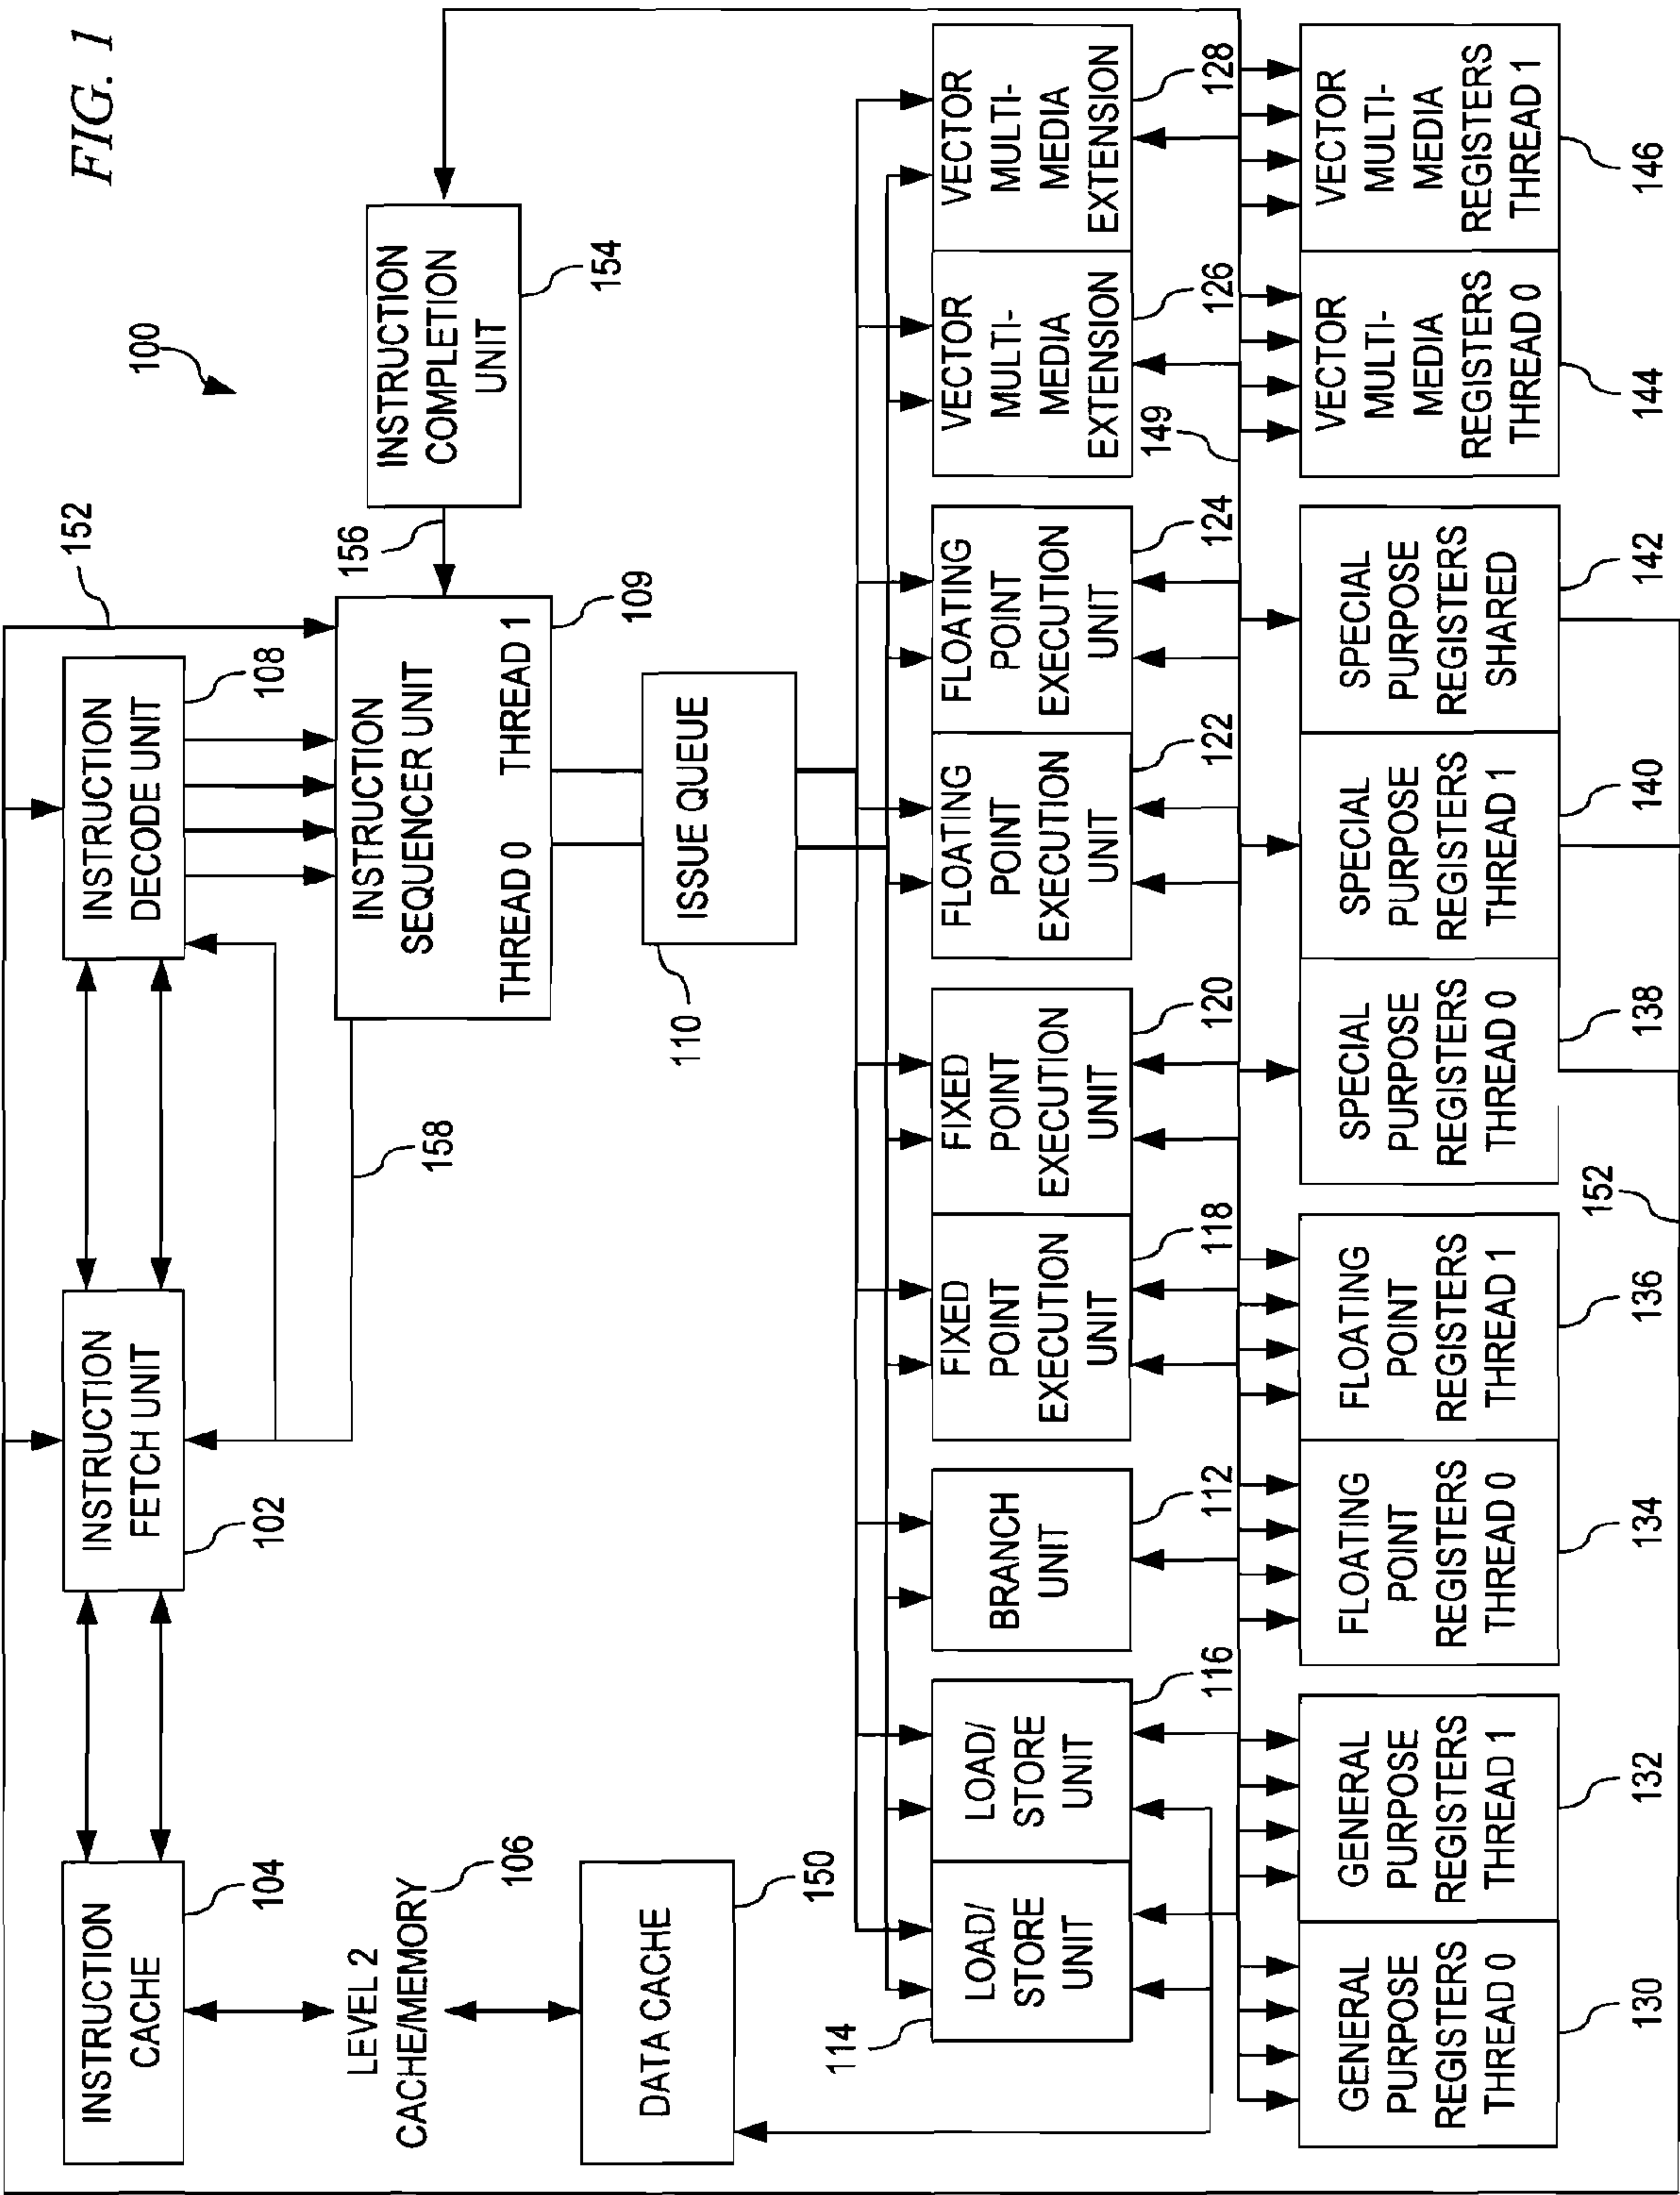 FIG. 1
100
152
INSTRUCTION
CACHE
104
INSTRUCTION
FETCH UNIT
102
INSTRUCTION
DECODE UNIT
108
LEVEL 2
CACHE/MEMORY
106
158
INSTRUCTION
SEQUENCER UNIT
THREAD 0 THREAD 1
109
156
INSTRUCTION
COMPLETION
UNIT
154
DATA CACHE
150
ISSUE QUEUE
110
LOAD/
STORE
UNIT
114
LOAD/
STORE
UNIT
116
BRANCH
UNIT
112
FIXED
POINT
EXECUTION
UNIT
118
FIXED
POINT
EXECUTION
UNIT
120
FLOATING
POINT
EXECUTION
UNIT
122
FLOATING
POINT
EXECUTION
UNIT
124
VECTOR
MULTI-
MEDIA
EXTENSION
126
VECTOR
MULTI-
MEDIA
EXTENSION
128
149
GENERAL
PURPOSE
REGISTERS
THREAD 0
130
GENERAL
PURPOSE
REGISTERS
THREAD 1
132
FLOATING
POINT
REGISTERS
THREAD 0
134
FLOATING
POINT
REGISTERS
THREAD 1
136
SPECIAL
PURPOSE
REGISTERS
THREAD 0
138
SPECIAL
PURPOSE
REGISTERS
THREAD 1
140
SPECIAL
PURPOSE
REGISTERS
SHARED
142
VECTOR
MULTI-
MEDIA
REGISTERS
THREAD 0
144
VECTOR
MULTI-
MEDIA
REGISTERS
THREAD 1
146
152